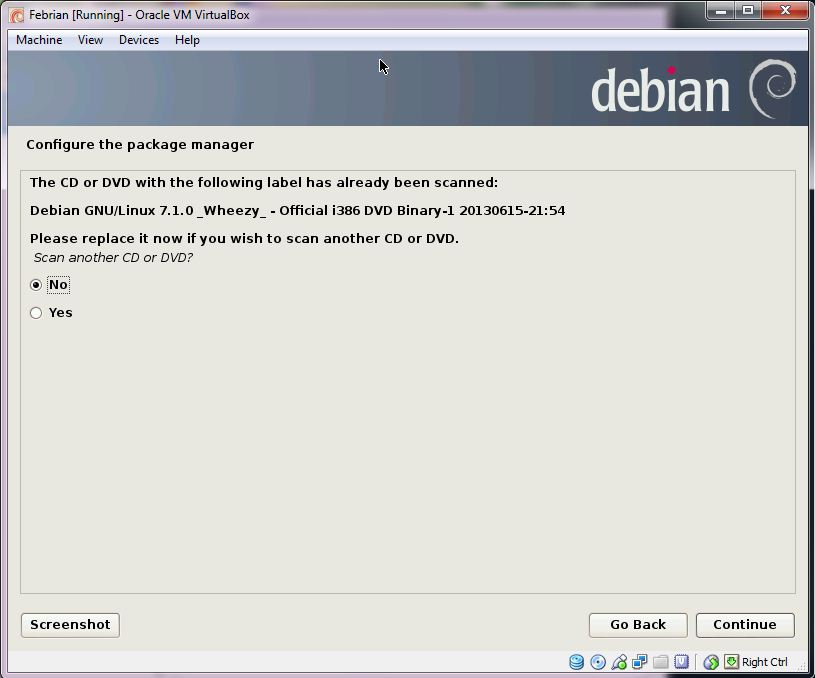 Febrian [Running] - Oracle VM VirtualBox
Machine View Devices Help
debian
Configure the package manager
The CD or DVD with the following label has already been scanned:
Debian GNU/Linux 7.1.0 _Wheezy_ - Official i386 DVD Binary-1 20130615-21:54
Please replace it now if you wish to scan another CD or DVD.
Scan another CD or DVD?
No
Yes
Screenshot Go Back Continue
Right Ctrl